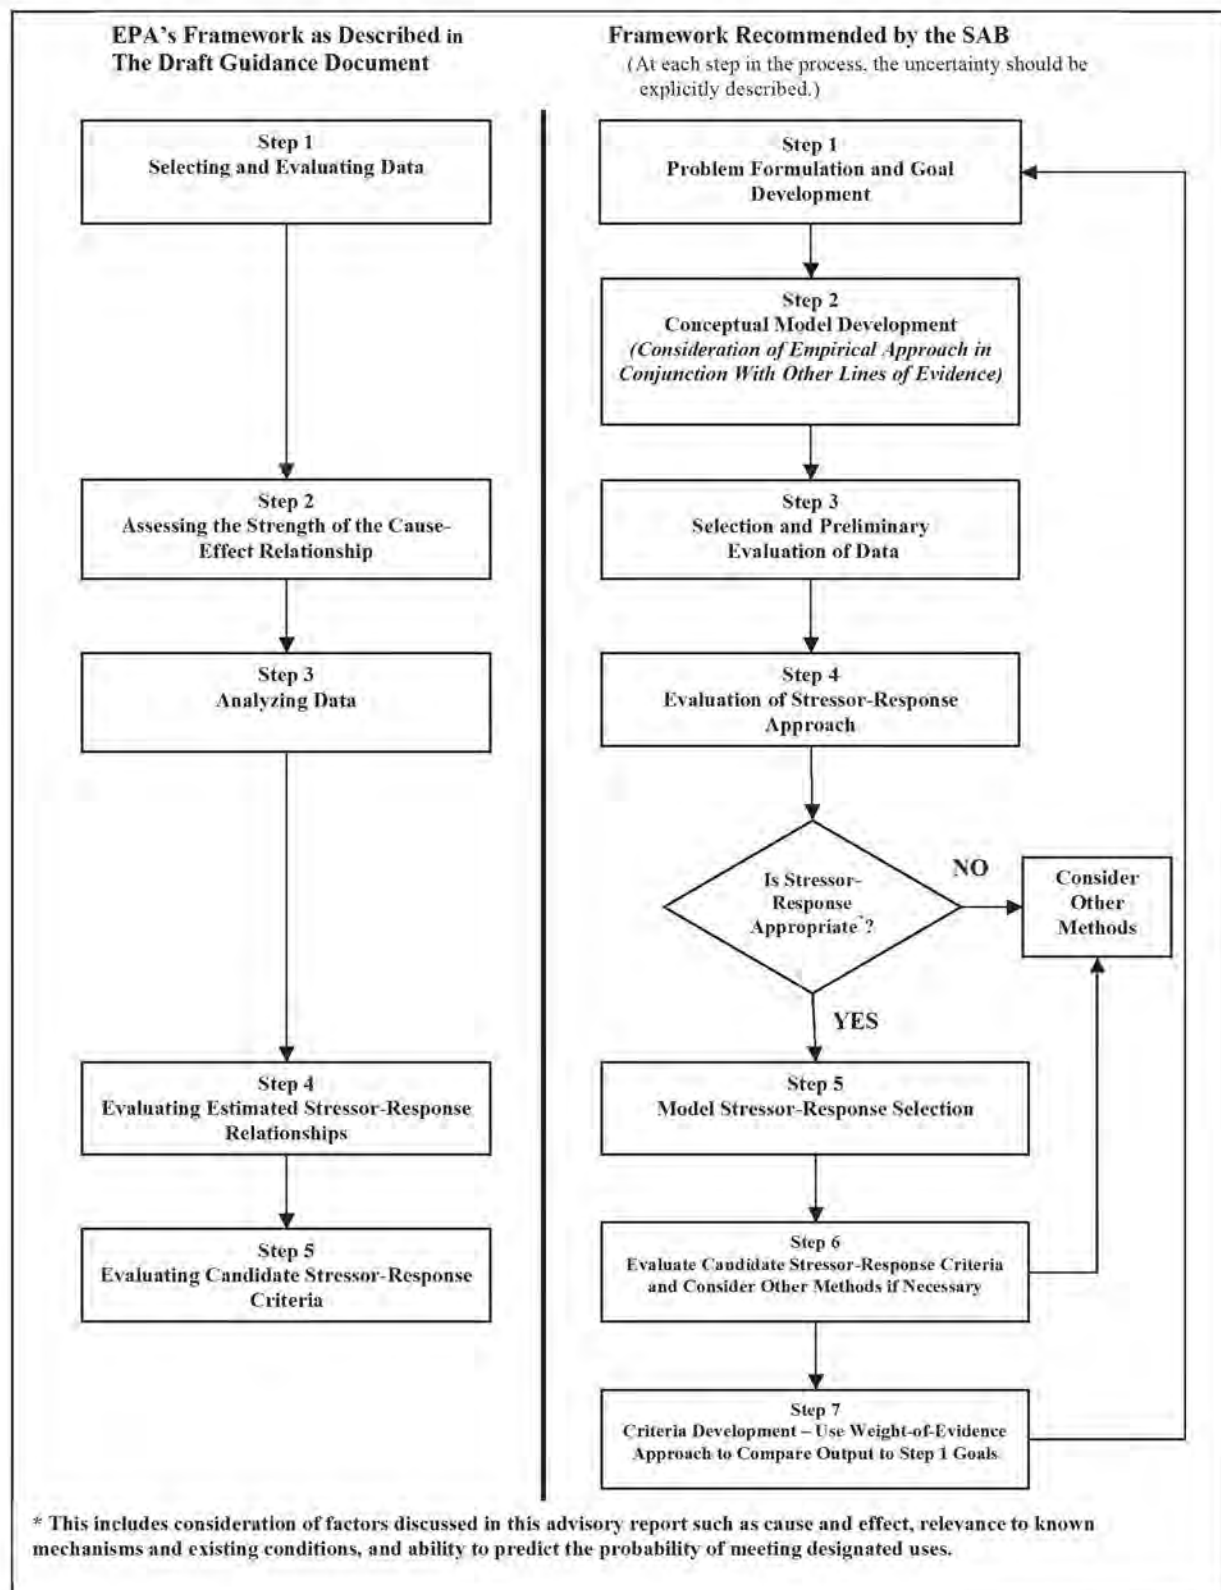 EPA's Framework as Described in
The Draft Guidance Document
Step 1
Selecting and Evaluating Data
Step 2
Assessing the Strength of the Cause-
Effect Relationship
Step 3
Analyzing Data
Step 4
Evaluating Estimated Stressor-Response
Relationships
Step 5
Evaluating Candidate Stressor-Response
Criteria
Framework Recommended by the SAB
(At each step in the process, the uncertainty should be
explicitly described.)
Step 1
Problem Formulation and Goal
Development
Step 2
Conceptual Model Development
(Consideration of Empirical Approach in
Conjunction With Other Lines of Evidence)
Step 3
Selection and Preliminary
Evaluation of Data
Step 4
Evaluation of Stressor-Response
Approach
Is Stressor-
Response
Appropriate*?
NO
Consider
Other
Methods
YES
Step 5
Model Stressor-Response Selection
Step 6
Evaluate Candidate Stressor-Response Criteria
and Consider Other Methods if Necessary
Step 7
Criteria Development – Use Weight-of-Evidence
Approach to Compare Output to Step 1 Goals
* This includes consideration of factors discussed in this advisory report such as cause and effect, relevance to known
mechanisms and existing conditions, and ability to predict the probability of meeting designated uses.